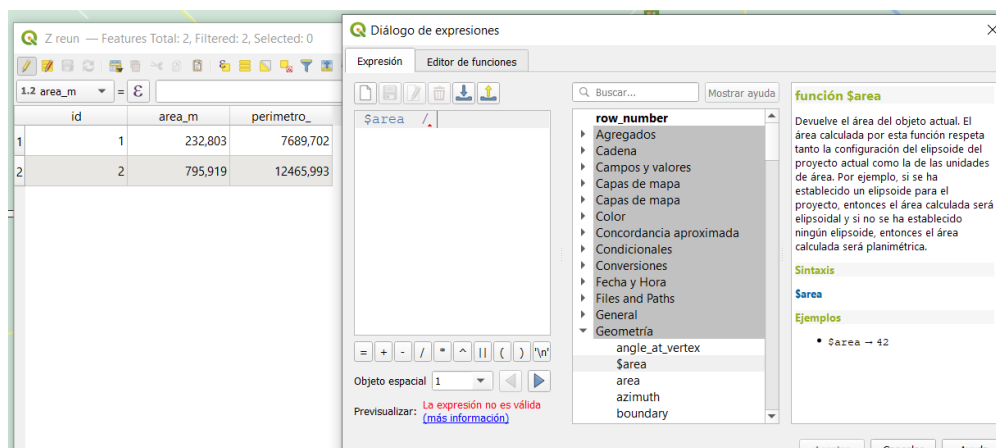 Z reun — Features Total: 2, Filtered: 2, Selected: 0
1.2 area_m = ε
id area_m perimetro_
1 1 232,803 7689,702
2 2 795,919 12465,993
Diálogo de expresiones
Expresión Editor de funciones
$area /
= + - / * ^ || ( ) '\n'
Objeto espacial 1
Previsualizar: La expresión no es válida
(más información)
Buscar... Mostrar ayuda
row_number
Agregados
Cadena
Campos y valores
Capas de mapa
Capas de mapa
Color
Concordancia aproximada
Condicionales
Conversiones
Fecha y Hora
Files and Paths
General
Geometría
angle_at_vertex
$area
area
azimuth
boundary
función $area
Devuelve el área del objeto actual. El
área calculada por esta función respeta
tanto la configuración del elipsoide del
proyecto actual como la de las unidades
de área. Por ejemplo, si se ha
establecido un elipsoide para el
proyecto, entonces el área calculada será
elipsoidal y si no se ha establecido
ningún elipsoide, entonces el área
calculada será planimétrica.
Sintaxis
$area
Ejemplos
• $area → 42